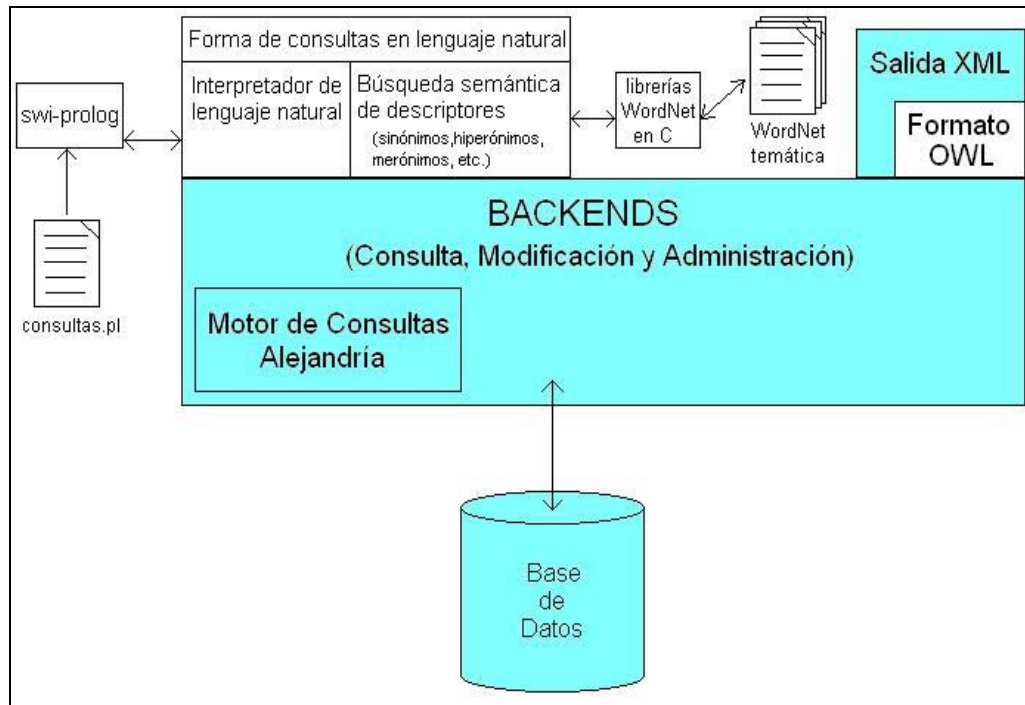 Forma de consultas en lenguaje natural
Interpretador de
lenguaje natural
Búsqueda semántica
de descriptores
(sinónimos,hiperónimos,
merónimos, etc.)
swi-prolog
consultas.pl
librerías
WordNet
en C
WordNet
temática
Salida XML
Formato
OWL
BACKENDS
(Consulta, Modificación y Administración)
Motor de Consultas
Alejandría
Base
de
Datos